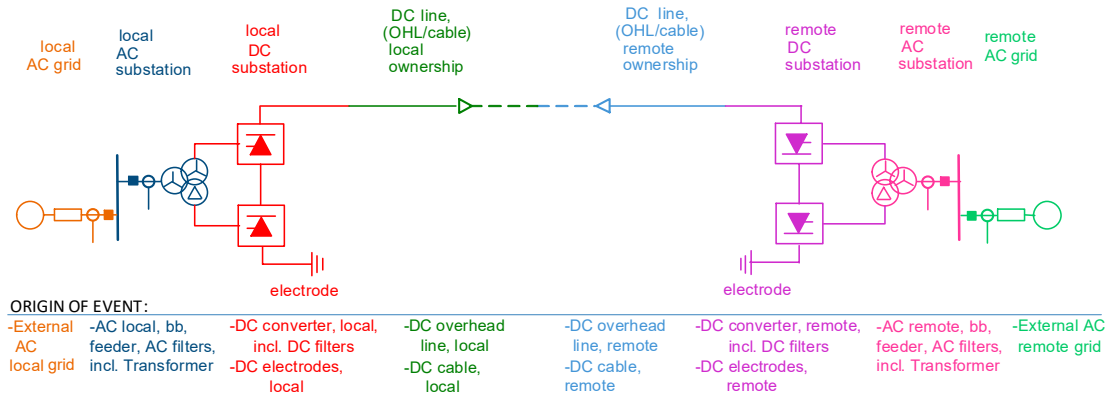 local
AC grid
local
AC
substation
local
DC
substation
DC line,
(OHL/cable)
local
ownership
DC line,
(OHL/cable)
remote
ownership
remote
DC
substation
remote
AC
substation
remote
AC grid
electrode
electrode
ORIGIN OF EVENT:
-External
AC
local grid
-AC local, bb,
feeder, AC filters,
incl. Transformer
-DC converter, local,
incl. DC filters
-DC electrodes,
local
-DC overhead
line, local
-DC cable,
local
-DC overhead
line, remote
-DC cable,
remote
-DC converter, remote,
incl. DC filters
-DC electrodes,
remote
-AC remote, bb,
feeder, AC filters,
incl. Transformer
-External AC
remote grid